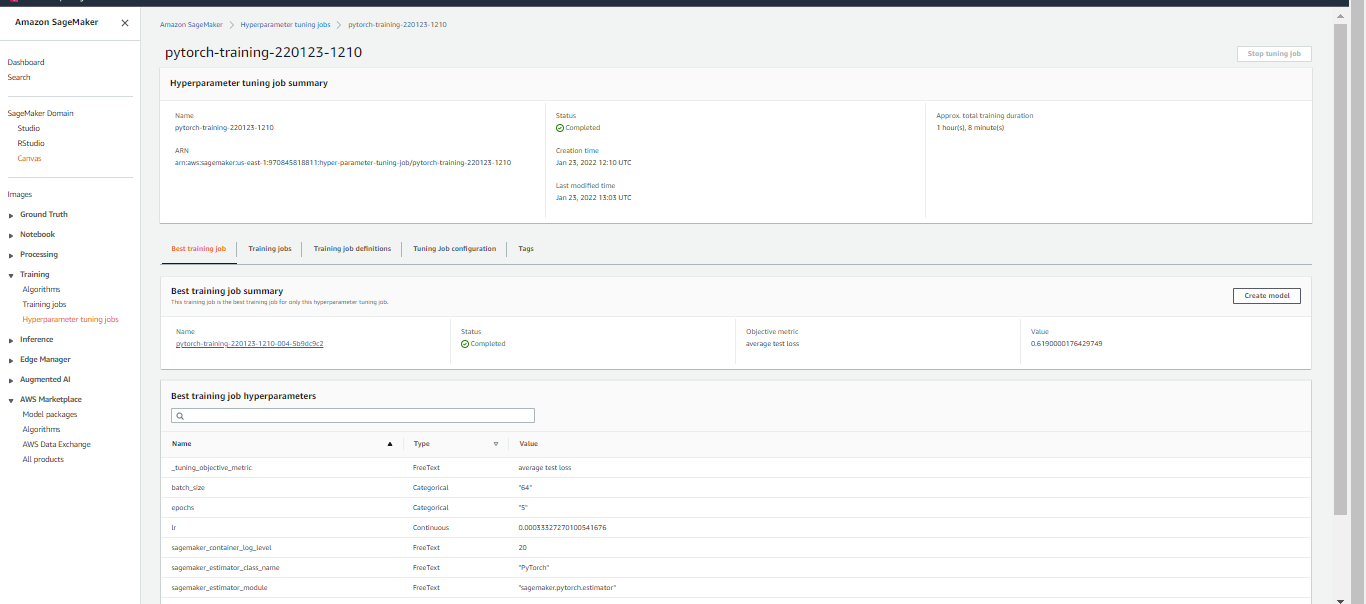 Amazon SageMaker
Dashboard
Search
SageMaker Domain
Studio
RStudio
Canvas
Images
Ground Truth
Notebook
Processing
Training
Algorithms
Training jobs
Hyperparameter tuning jobs
Inference
Edge Manager
Augmented AI
AWS Marketplace
Model packages
Algorithms
AWS Data Exchange
All products
Amazon SageMaker > Hyperparameter tuning jobs > pytorch-training-220123-1210
pytorch-training-220123-1210
Stop tuning job
Hyperparameter tuning job summary
Name
pytorch-training-220123-1210
ARN
arn:aws:sagemaker:us-east-1:970845818811:hyper-parameter-tuning-job/pytorch-training-220123-1210
Status
Completed
Creation time
Jan 23, 2022 12:10 UTC
Last modified time
Jan 23, 2022 13:03 UTC
Approx. total training duration
1 hour(s), 8 minute(s)
Best training job Training jobs Training job definitions Tuning Job configuration Tags
Best training job summary
This training job is the best training job for only this hyperparameter tuning job.
Create model
Name
pytorch-training-220123-1210-004-5b9dc9c2
Status
Completed
Objective metric
average test loss
Value
0.6190000176429749
Best training job hyperparameters
Name Type Value
_tuning_objective_metric FreeText average test loss
batch_size Categorical "64"
epochs Categorical "5"
lr Continuous 0.00033327270100541676
sagemaker_container_log_level FreeText 20
sagemaker_estimator_class_name FreeText "PyTorch"
sagemaker_estimator_module FreeText "sagemaker.pytorch.estimator"